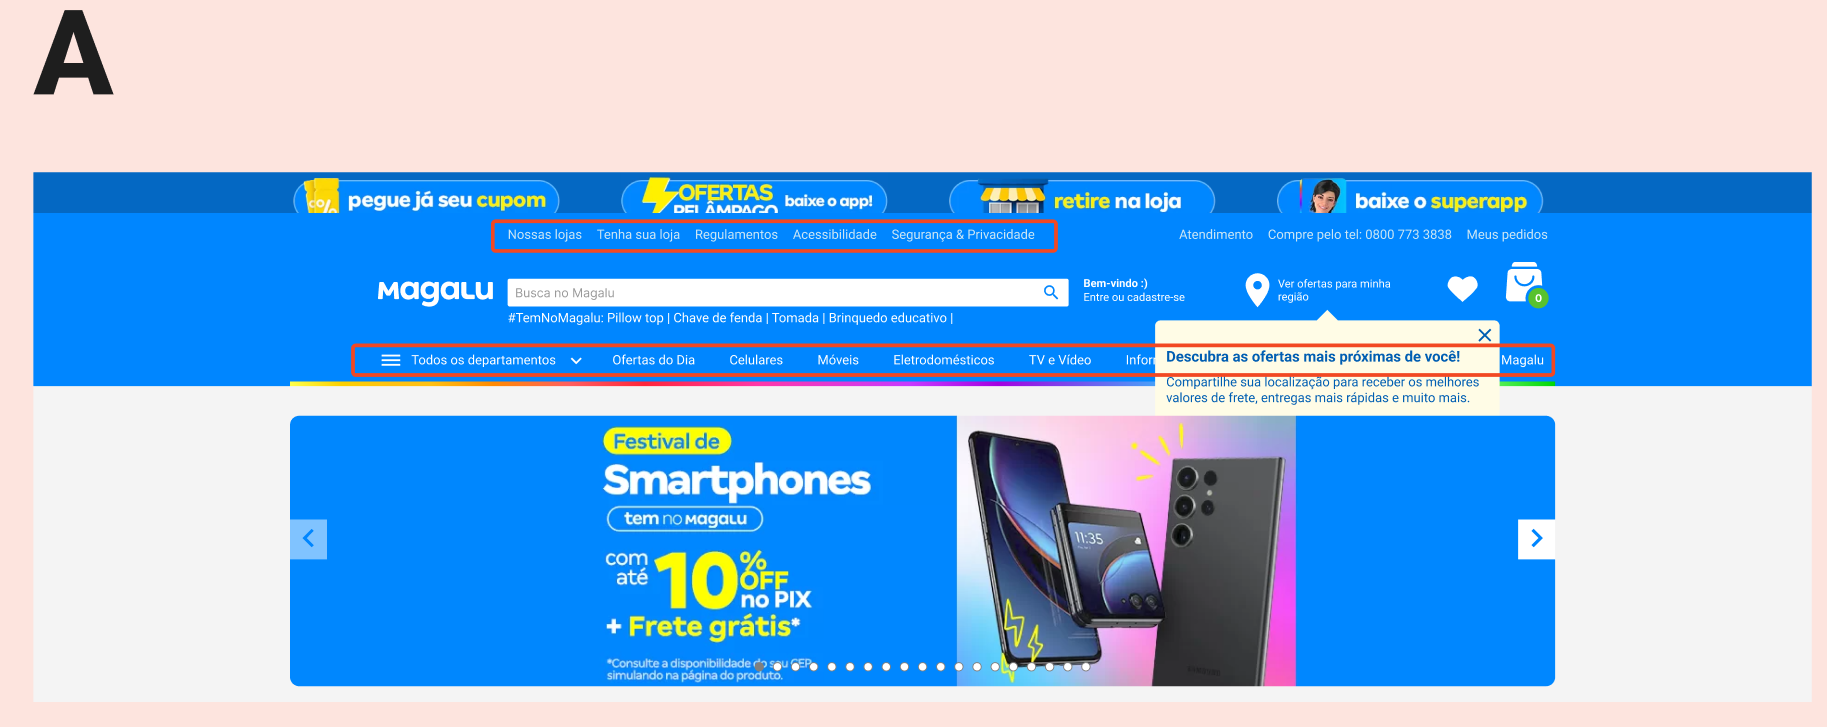 A
% pegue já seu cupom
OFERTAS
RELÂMPAGO baixe o app!
retire na loja
baixe o superapp
Nossas lojas Tenha sua loja Regulamentos Acessibilidade Segurança & Privacidade
Atendimento Compre pelo tel: 0800 773 3838 Meus pedidos
MagaLu
Busca no Magalu
Bem-vindo :)
Entre ou cadastre-se
Ver ofertas para minha
região
0
#TemNoMagalu: Pillow top | Chave de fenda | Tomada | Brinquedo educativo |
Todos os departamentos Ofertas do Dia Celulares Móveis Eletrodomésticos TV e Vídeo Infor
Magalu
Descubra as ofertas mais próximas de você!
Compartilhe sua localização para receber os melhores
valores de frete, entregas mais rápidas e muito mais.
Festival de
Smartphones
tem no MagaLu
com
até 10% OFF
no PIX
+ Frete grátis*
*Consulte a disponibilidade do seu CEP
simulando na página do produto.
11:35
SAMSUNG